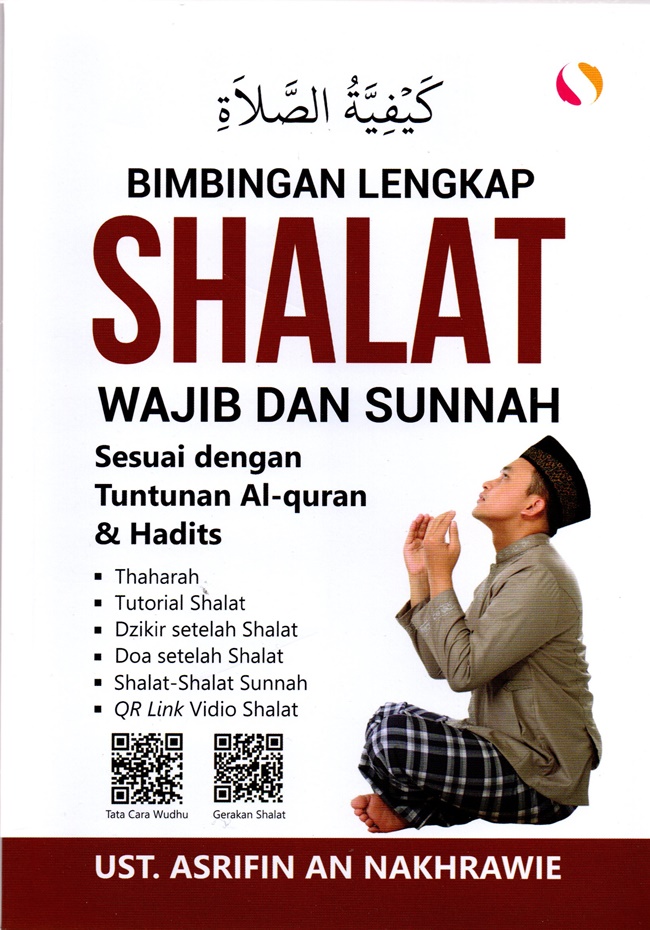 كَيْفِيَّةُ الصَّلاَةِ
BIMBINGAN LENGKAP
SHALAT
WAJIB DAN SUNNAH
Sesuai dengan
Tuntunan Al-quran
& Hadits
▪ Thaharah
▪ Tutorial Shalat
▪ Dzikir setelah Shalat
▪ Doa setelah Shalat
▪ Shalat-Shalat Sunnah
▪ QR Link Vidio Shalat
Tata Cara Wudhu
Gerakan Shalat
UST. ASRIFIN AN NAKHRAWIE